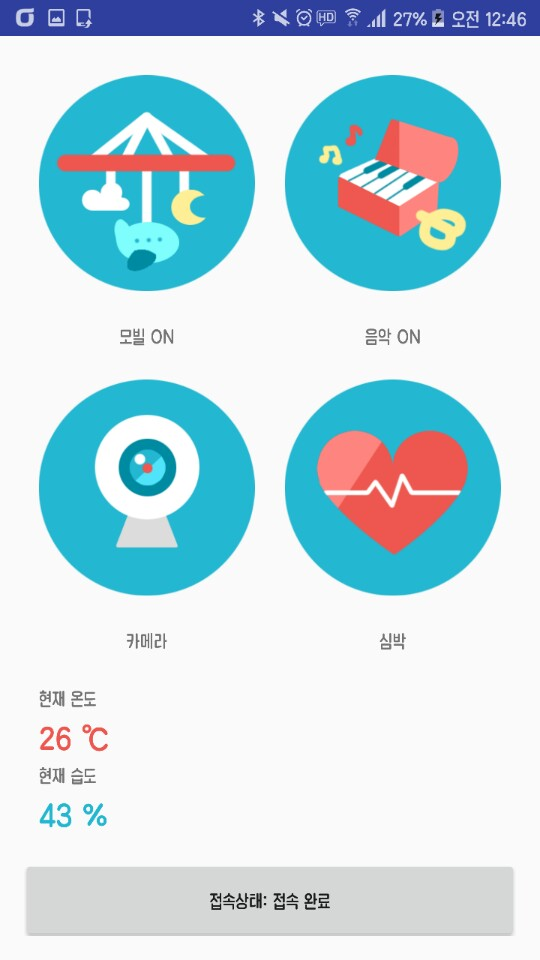 HD 27% 오전 12:46
모빌 ON
음악 ON
카메라
심박
현재 온도
26 ℃
현재 습도
43 %
접속상태: 접속 완료